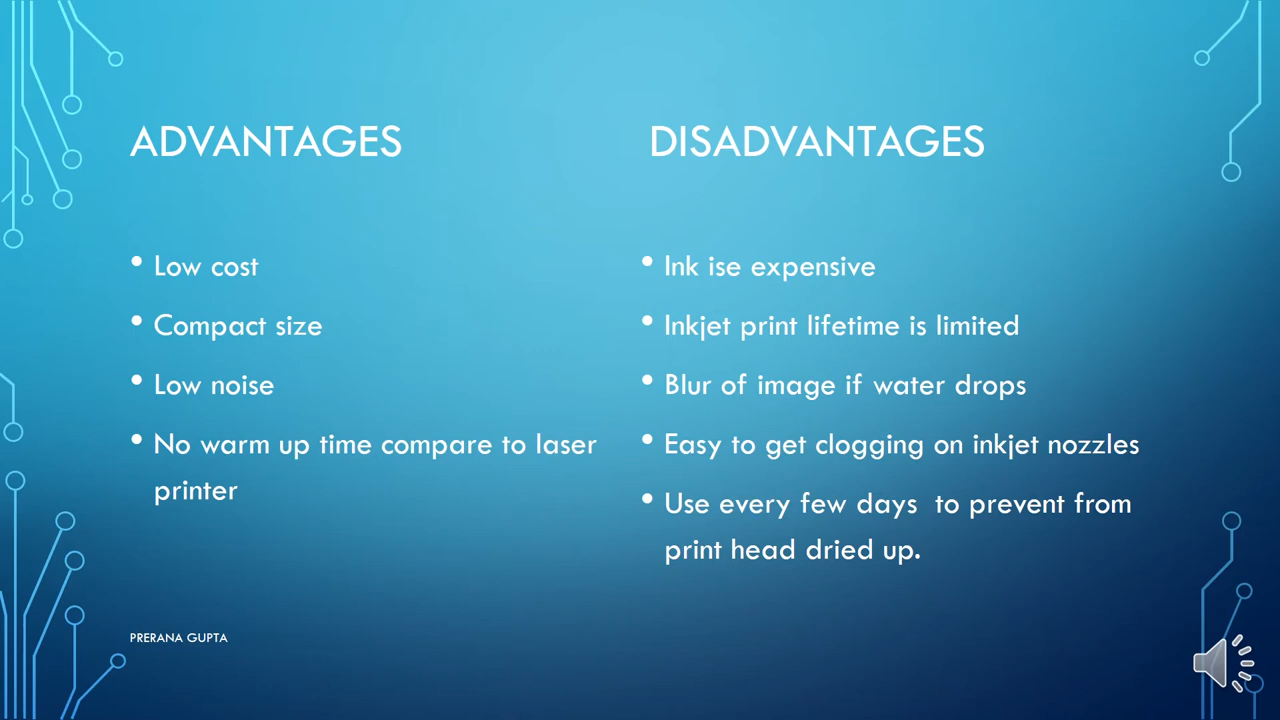 ADVANTAGES
• Low cost
• Compact size
• Low noise
• No warm up time compare to laser
printer
DISADVANTAGES
• Ink ise expensive
• Inkjet print lifetime is limited
• Blur of image if water drops
• Easy to get clogging on inkjet nozzles
• Use every few days  to prevent from
print head dried up.
PRERANA GUPTA